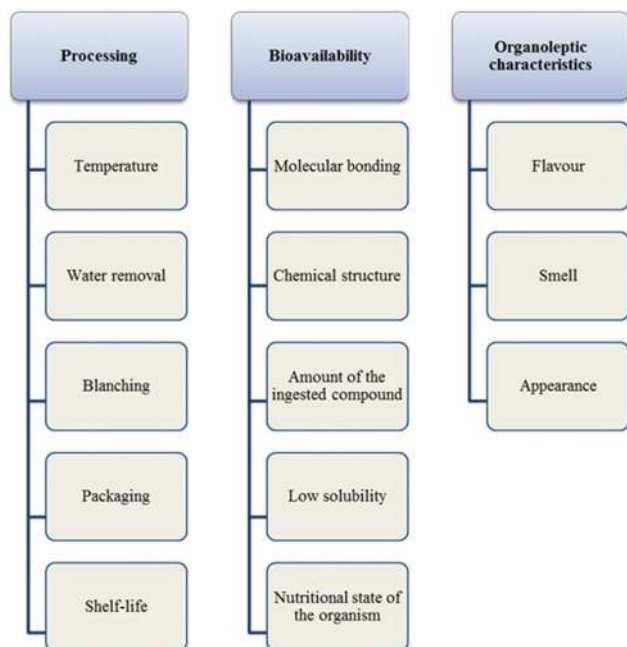 Processing
Temperature
Water removal
Blanching
Packaging
Shelf-life
Bioavailability
Molecular bonding
Chemical structure
Amount of the
ingested compound
Low solubility
Nutritional state of
the organism
Organoleptic
characteristics
Flavour
Smell
Appearance